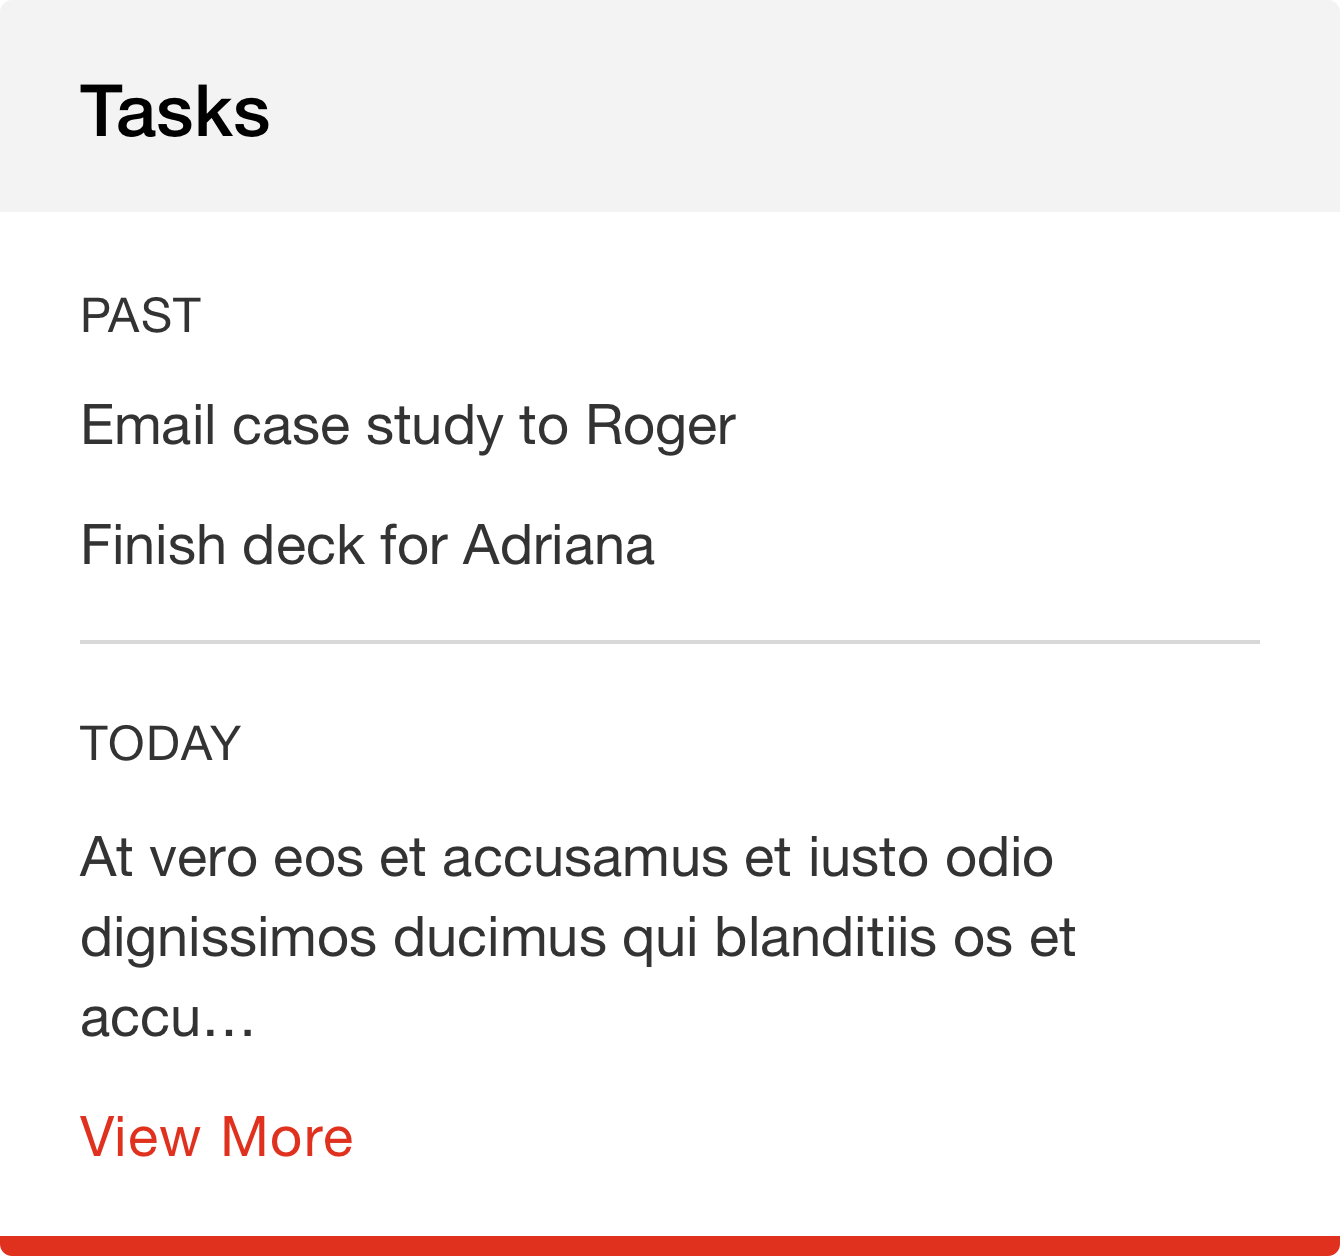 Tasks
PAST
Email case study to Roger
Finish deck for Adriana
TODAY
At vero eos et accusamus et iusto odio
dignissimos ducimus qui blanditiis os et
accu…
View More